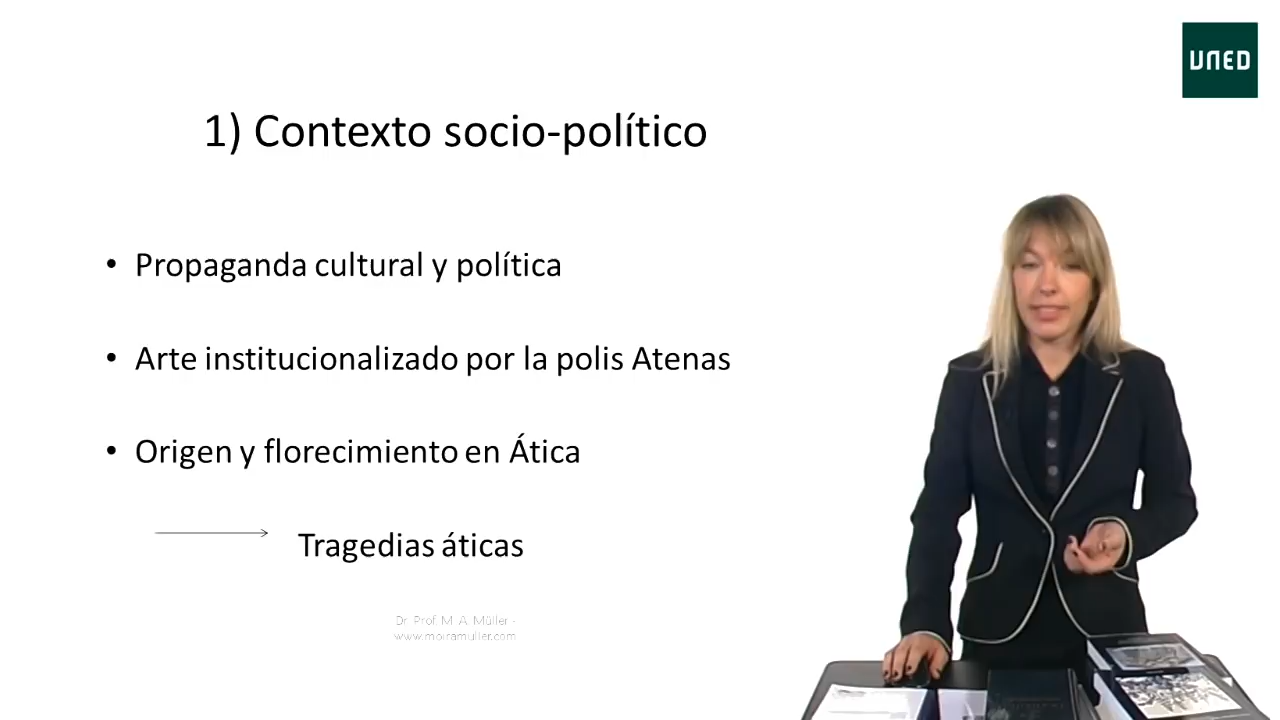 UNED
1) Contexto socio-político
• Propaganda cultural y política
• Arte institucionalizado por la polis Atenas
• Origen y florecimiento en Ática
Tragedias áticas
Dr. Prof. M. A. Müller -
www.moiramuller.com